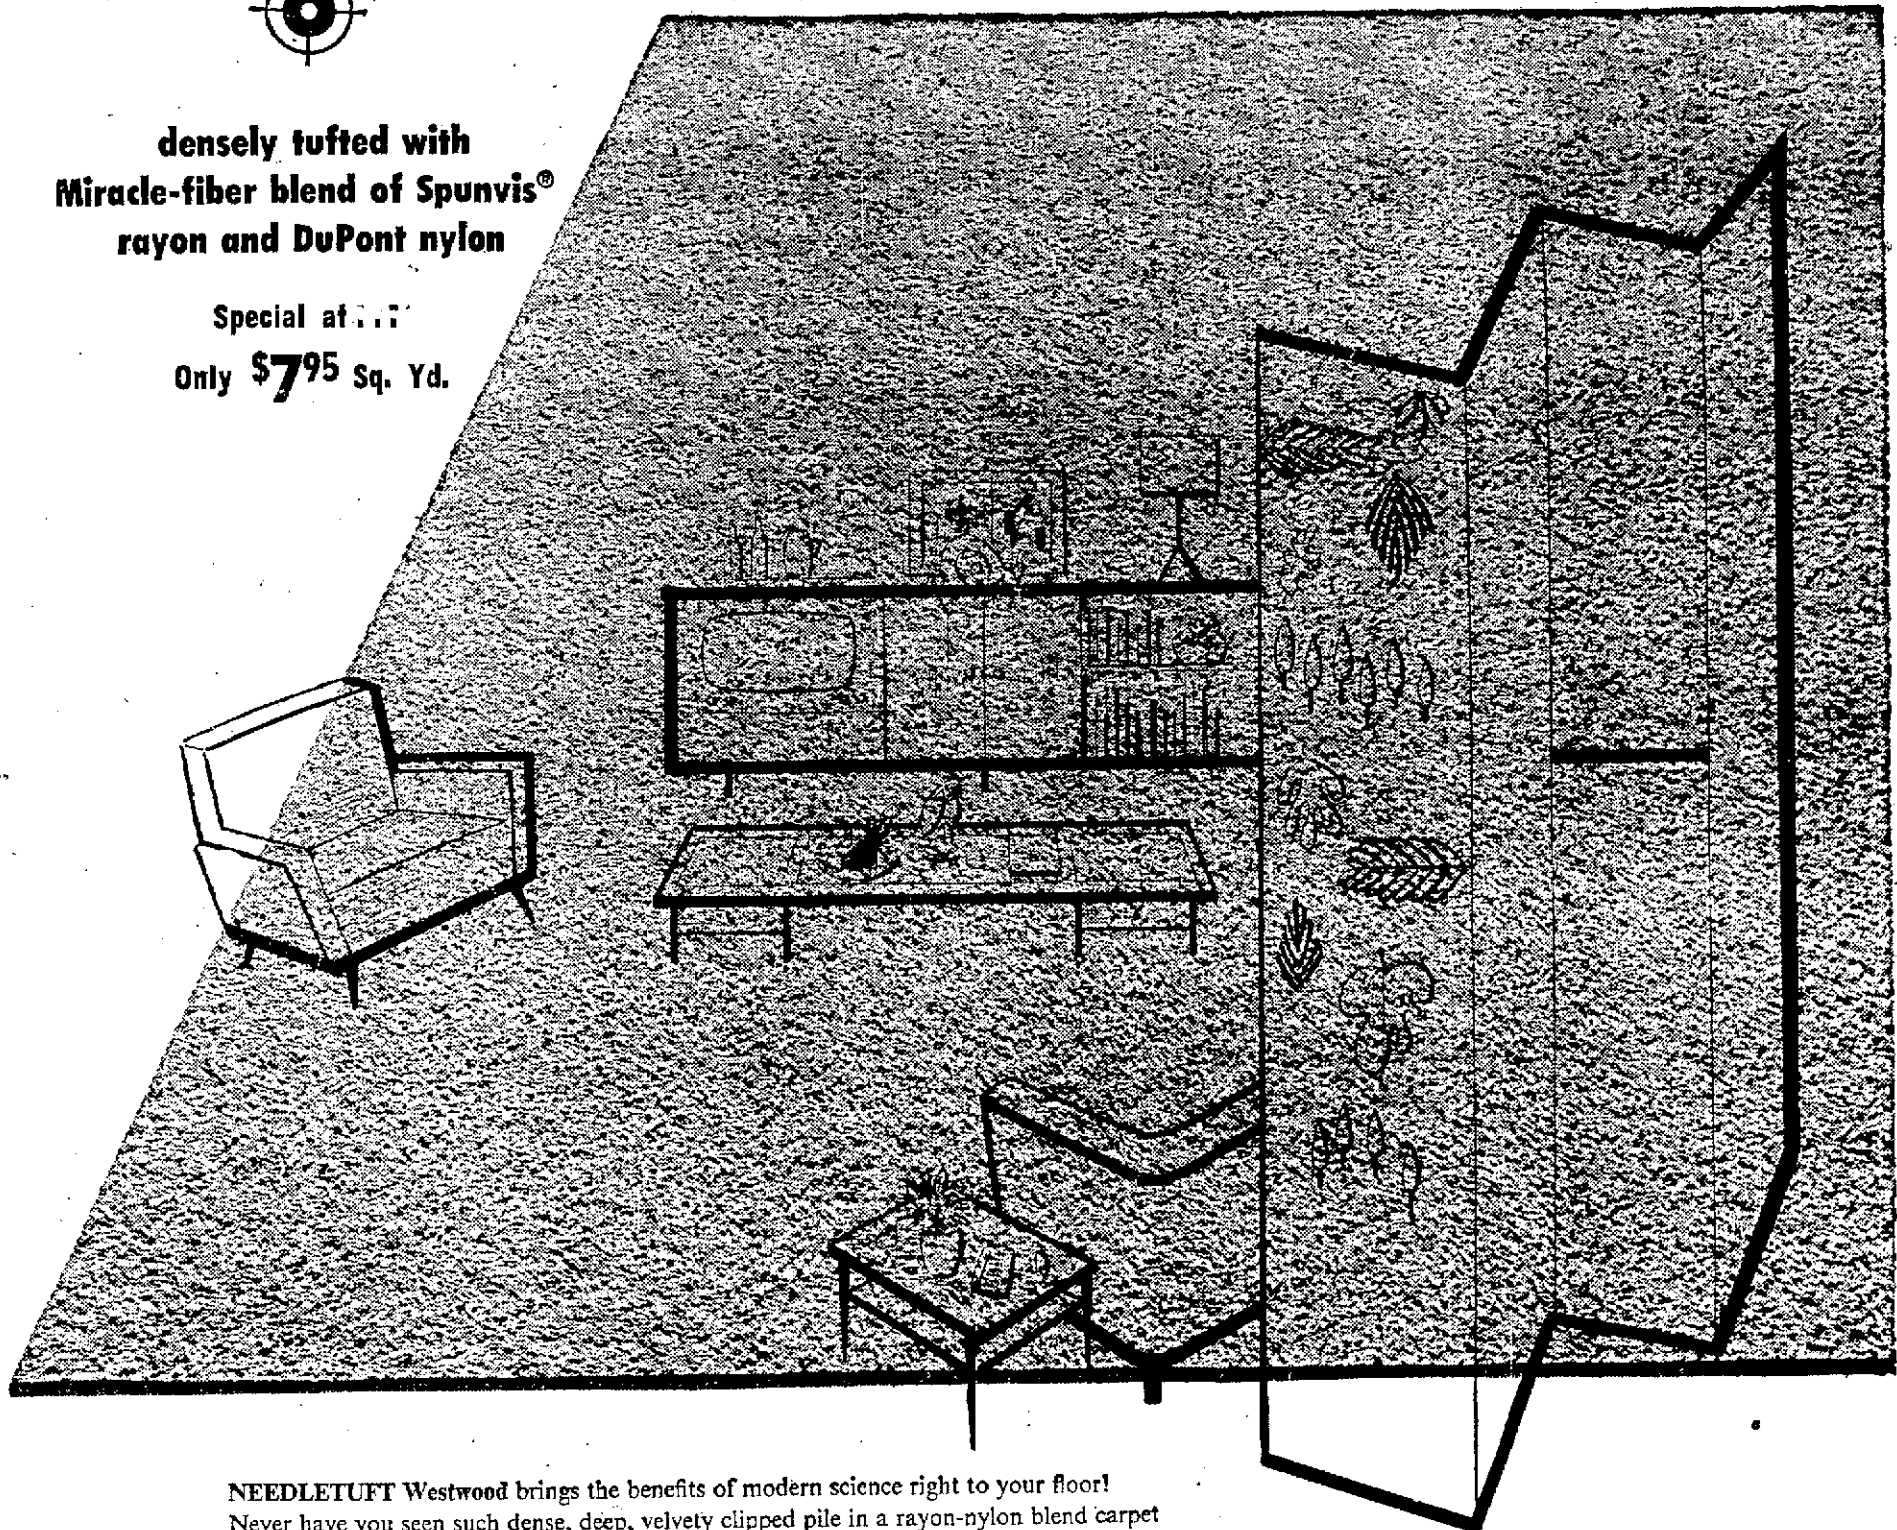 densely tufted with
Miracle-fiber blend of Spunvis®
rayon and DuPont nylon
Special at . . .
Only $7.95 Sq. Yd.
NEEDLETUFT Westwood brings the benefits of modern science right to your floor!
Never have you seen such dense, deep, velvety clipped pile in a rayon-nylon blend carpet